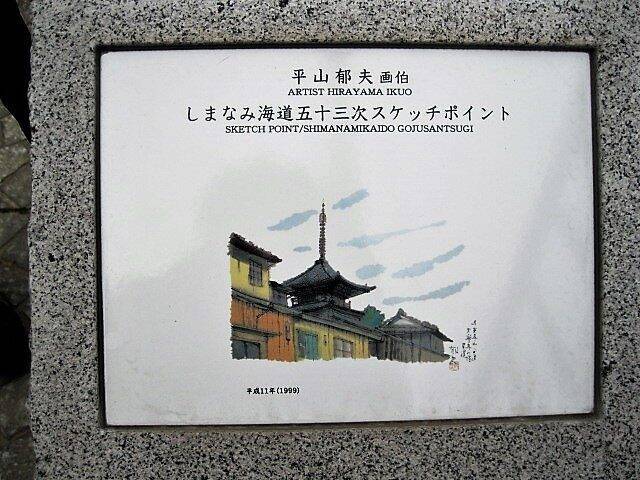 平山郁夫画伯
ARTIST HIRAYAMA IKUO
しまなみ海道五十三次スケッチポイント
SKETCH POINT/SHIMANAMIKAIDO GOJUSANTSUGI
平成11年(1999)